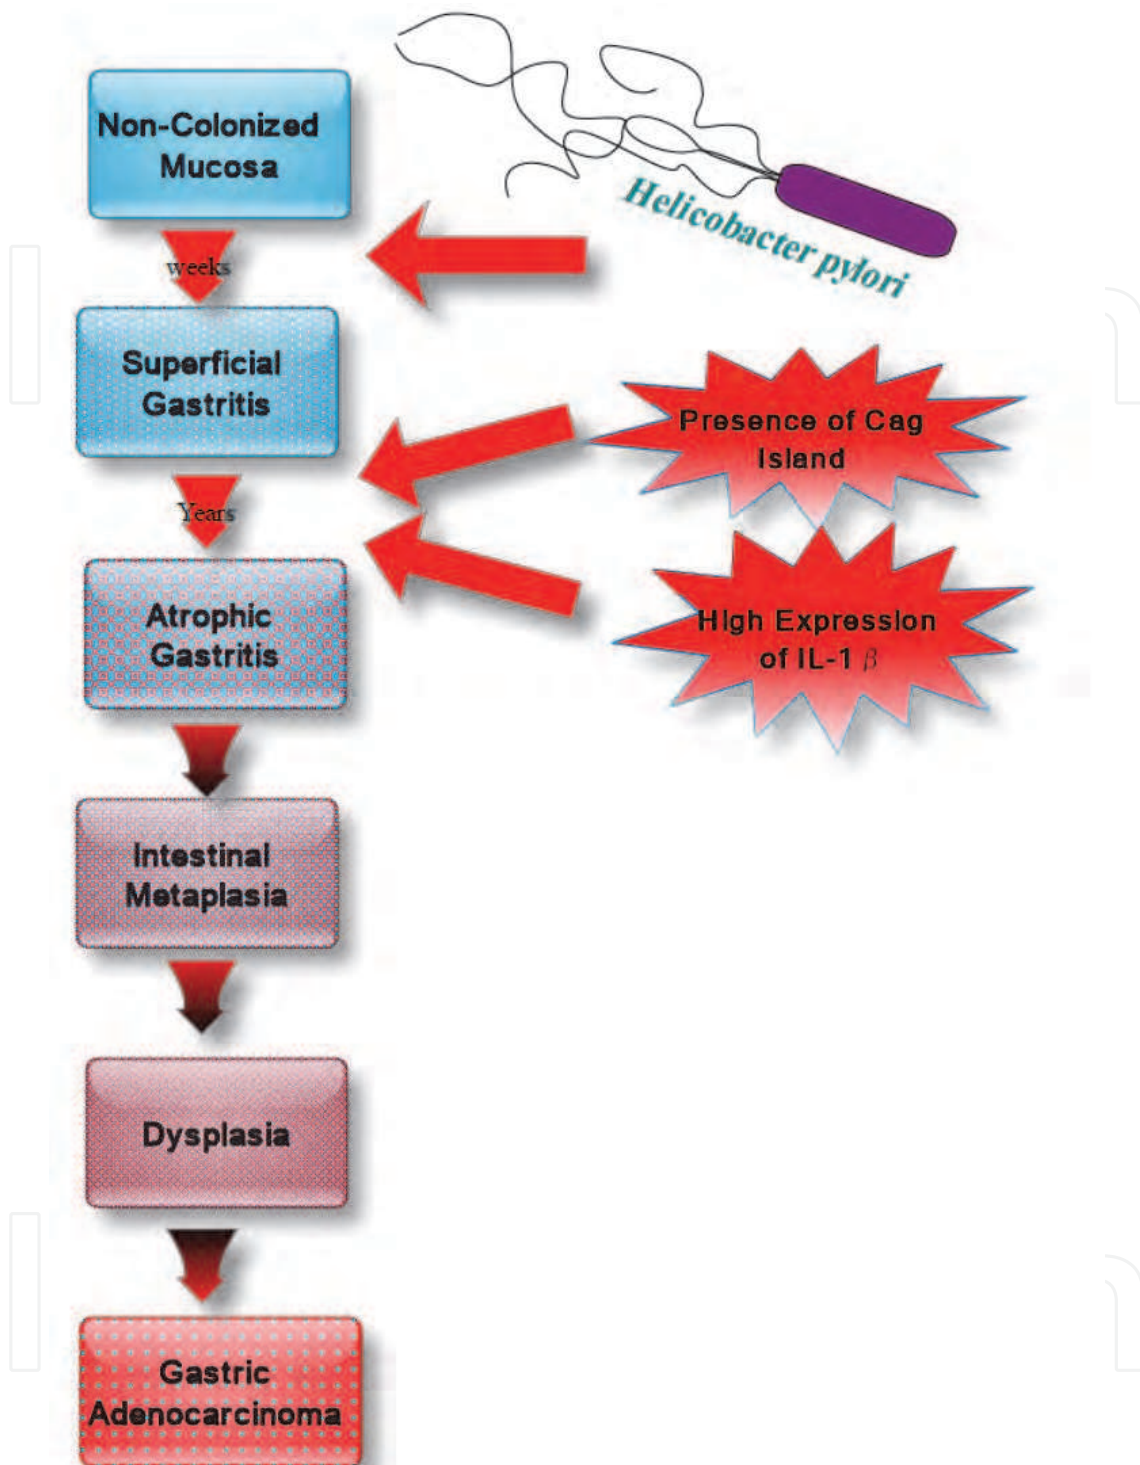 Non-Colonized
Mucosa
Helicobacter pylori
weeks
Superficial
Gastritis
Presence of Cag
Island
Years
Atrophic
Gastritis
High Expression
of IL-1 β
Intestinal
Metaplasia
Dysplasia
Gastric
Adenocarcinoma